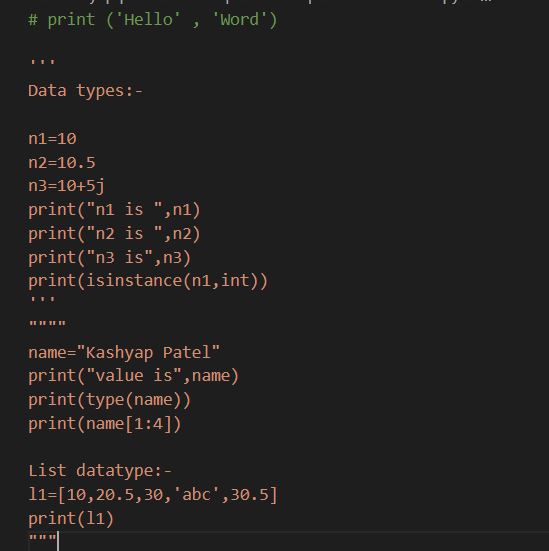 # print ('Hello' , 'Word')
'''
Data types:-
n1=10
n2=10.5
n3=10+5j
print("n1 is ",n1)
print("n2 is ",n2)
print("n3 is",n3)
print(isinstance(n1,int))
'''
""""
name="Kashyap Patel"
print("value is",name)
print(type(name))
print(name[1:4])
List datatype:-
l1=[10,20.5,30,'abc',30.5]
print(l1)
"""